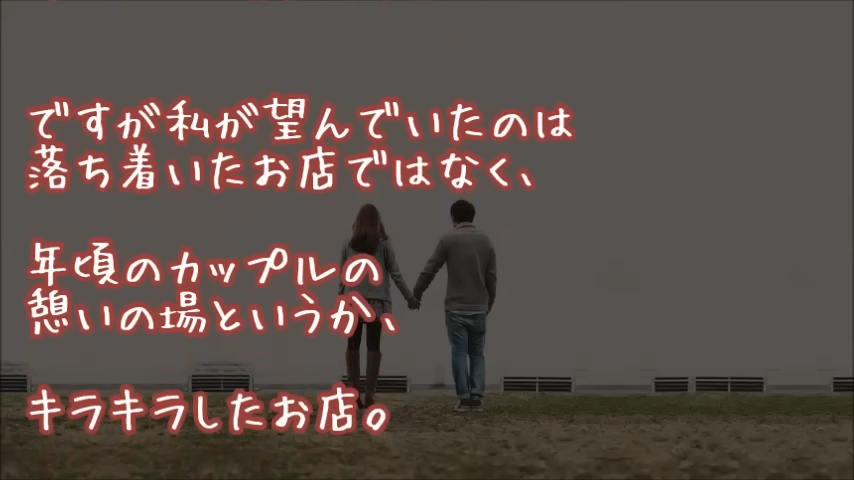 ですが私が望んでいたのは
落ち着いたお店ではなく、
年頃のカップルの
憩いの場というか、
キラキラしたお店。